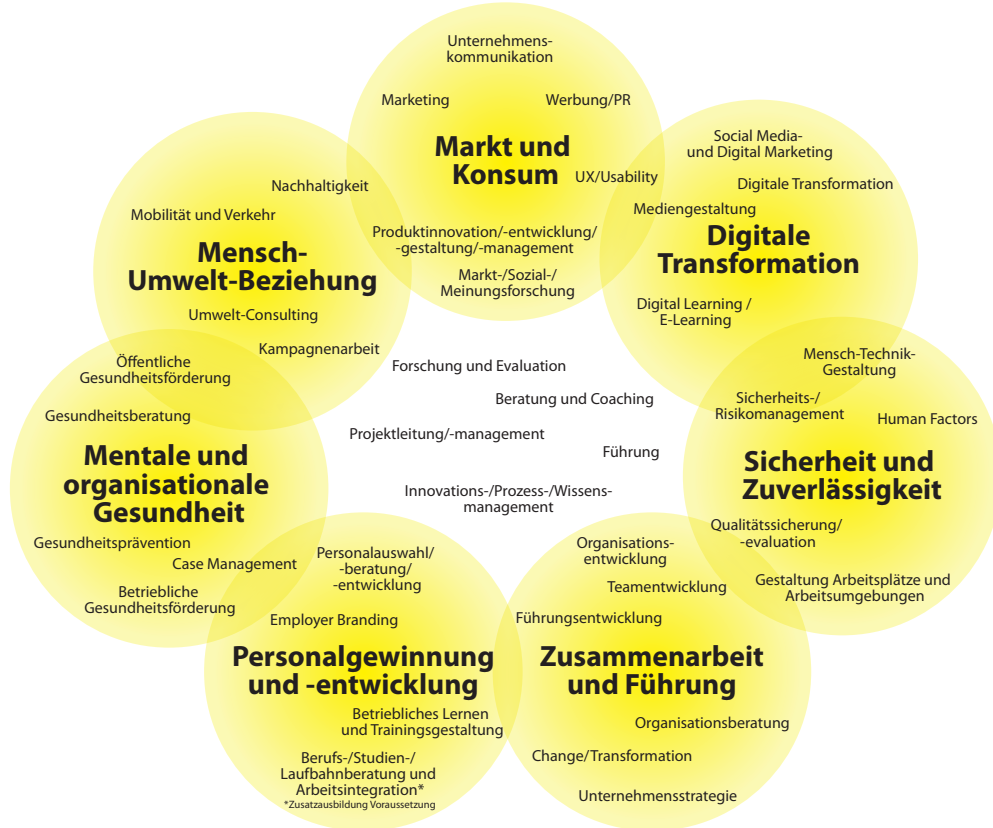 Unternehmens-
kommunikation
Marketing
Werbung/PR
Markt und
Konsum
UX/Usability
Produktinnovation/-entwicklung/
-gestaltung/-management
Markt-/Sozial-/
Meinungsforschung
Social Media-
und Digital Marketing
Digitale Transformation
Mediengestaltung
Digitale
Transformation
Digital Learning /
E-Learning
Nachhaltigkeit
Mobilität und Verkehr
Mensch-
Umwelt-Beziehung
Umwelt-Consulting
Kampagnenarbeit
Forschung und Evaluation
Beratung und Coaching
Projektleitung/-management
Führung
Innovations-/Prozess-/Wissens-
management
Mensch-Technik-
Gestaltung
Sicherheits-/
Risikomanagement
Human Factors
Sicherheit und
Zuverlässigkeit
Qualitätssicherung/
-evaluation
Gestaltung Arbeitsplätze und
Arbeitsumgebungen
Öffentliche
Gesundheitsförderung
Gesundheitsberatung
Mentale und
organisationale
Gesundheit
Gesundheitsprävention
Case Management
Betriebliche
Gesundheitsförderung
Personalauswahl/
-beratung/
-entwicklung
Employer Branding
Personalgewinnung
und -entwicklung
Betriebliches Lernen
und Trainingsgestaltung
Berufs-/Studien-/
Laufbahnberatung und
Arbeitsintegration*
*Zusatzausbildung Voraussetzung
Organisations-
entwicklung
Teamentwicklung
Führungsentwicklung
Zusammenarbeit
und Führung
Organisationsberatung
Change/Transformation
Unternehmensstrategie